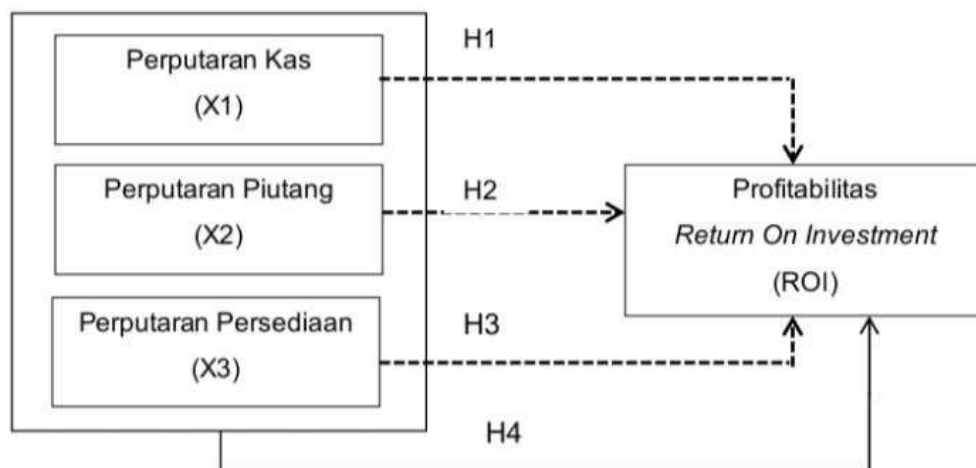 H1
Perputaran Kas
(X1)
Perputaran Piutang
(X2)
H2
Profitabilitas
Return On Investment
(ROI)
Perputaran Persediaan
(X3)
H3
H4